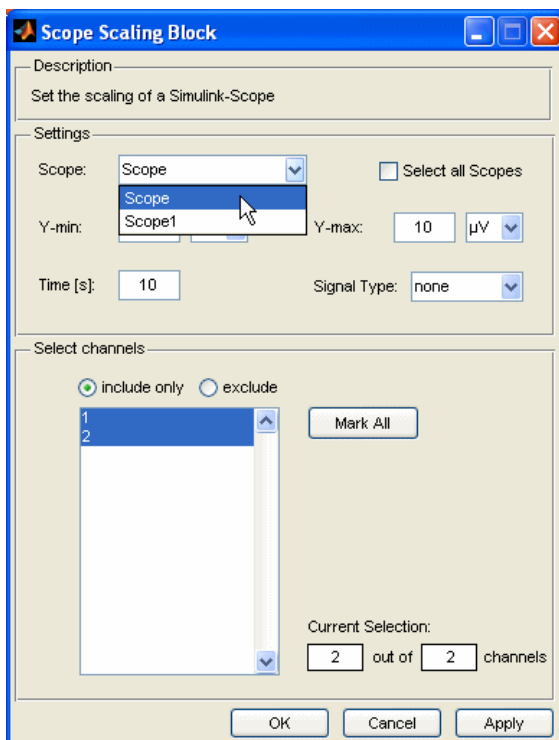 Scope Scaling Block
Description
Set the scaling of a Simulink-Scope
Settings
Scope: Scope Select all Scopes
Scope
Scope1
Y-min: Y-max: 10 µV
Time [s]: 10 Signal Type: none
Select channels
include only exclude
1
2
Mark All
Current Selection:
2 out of 2 channels
OK Cancel Apply